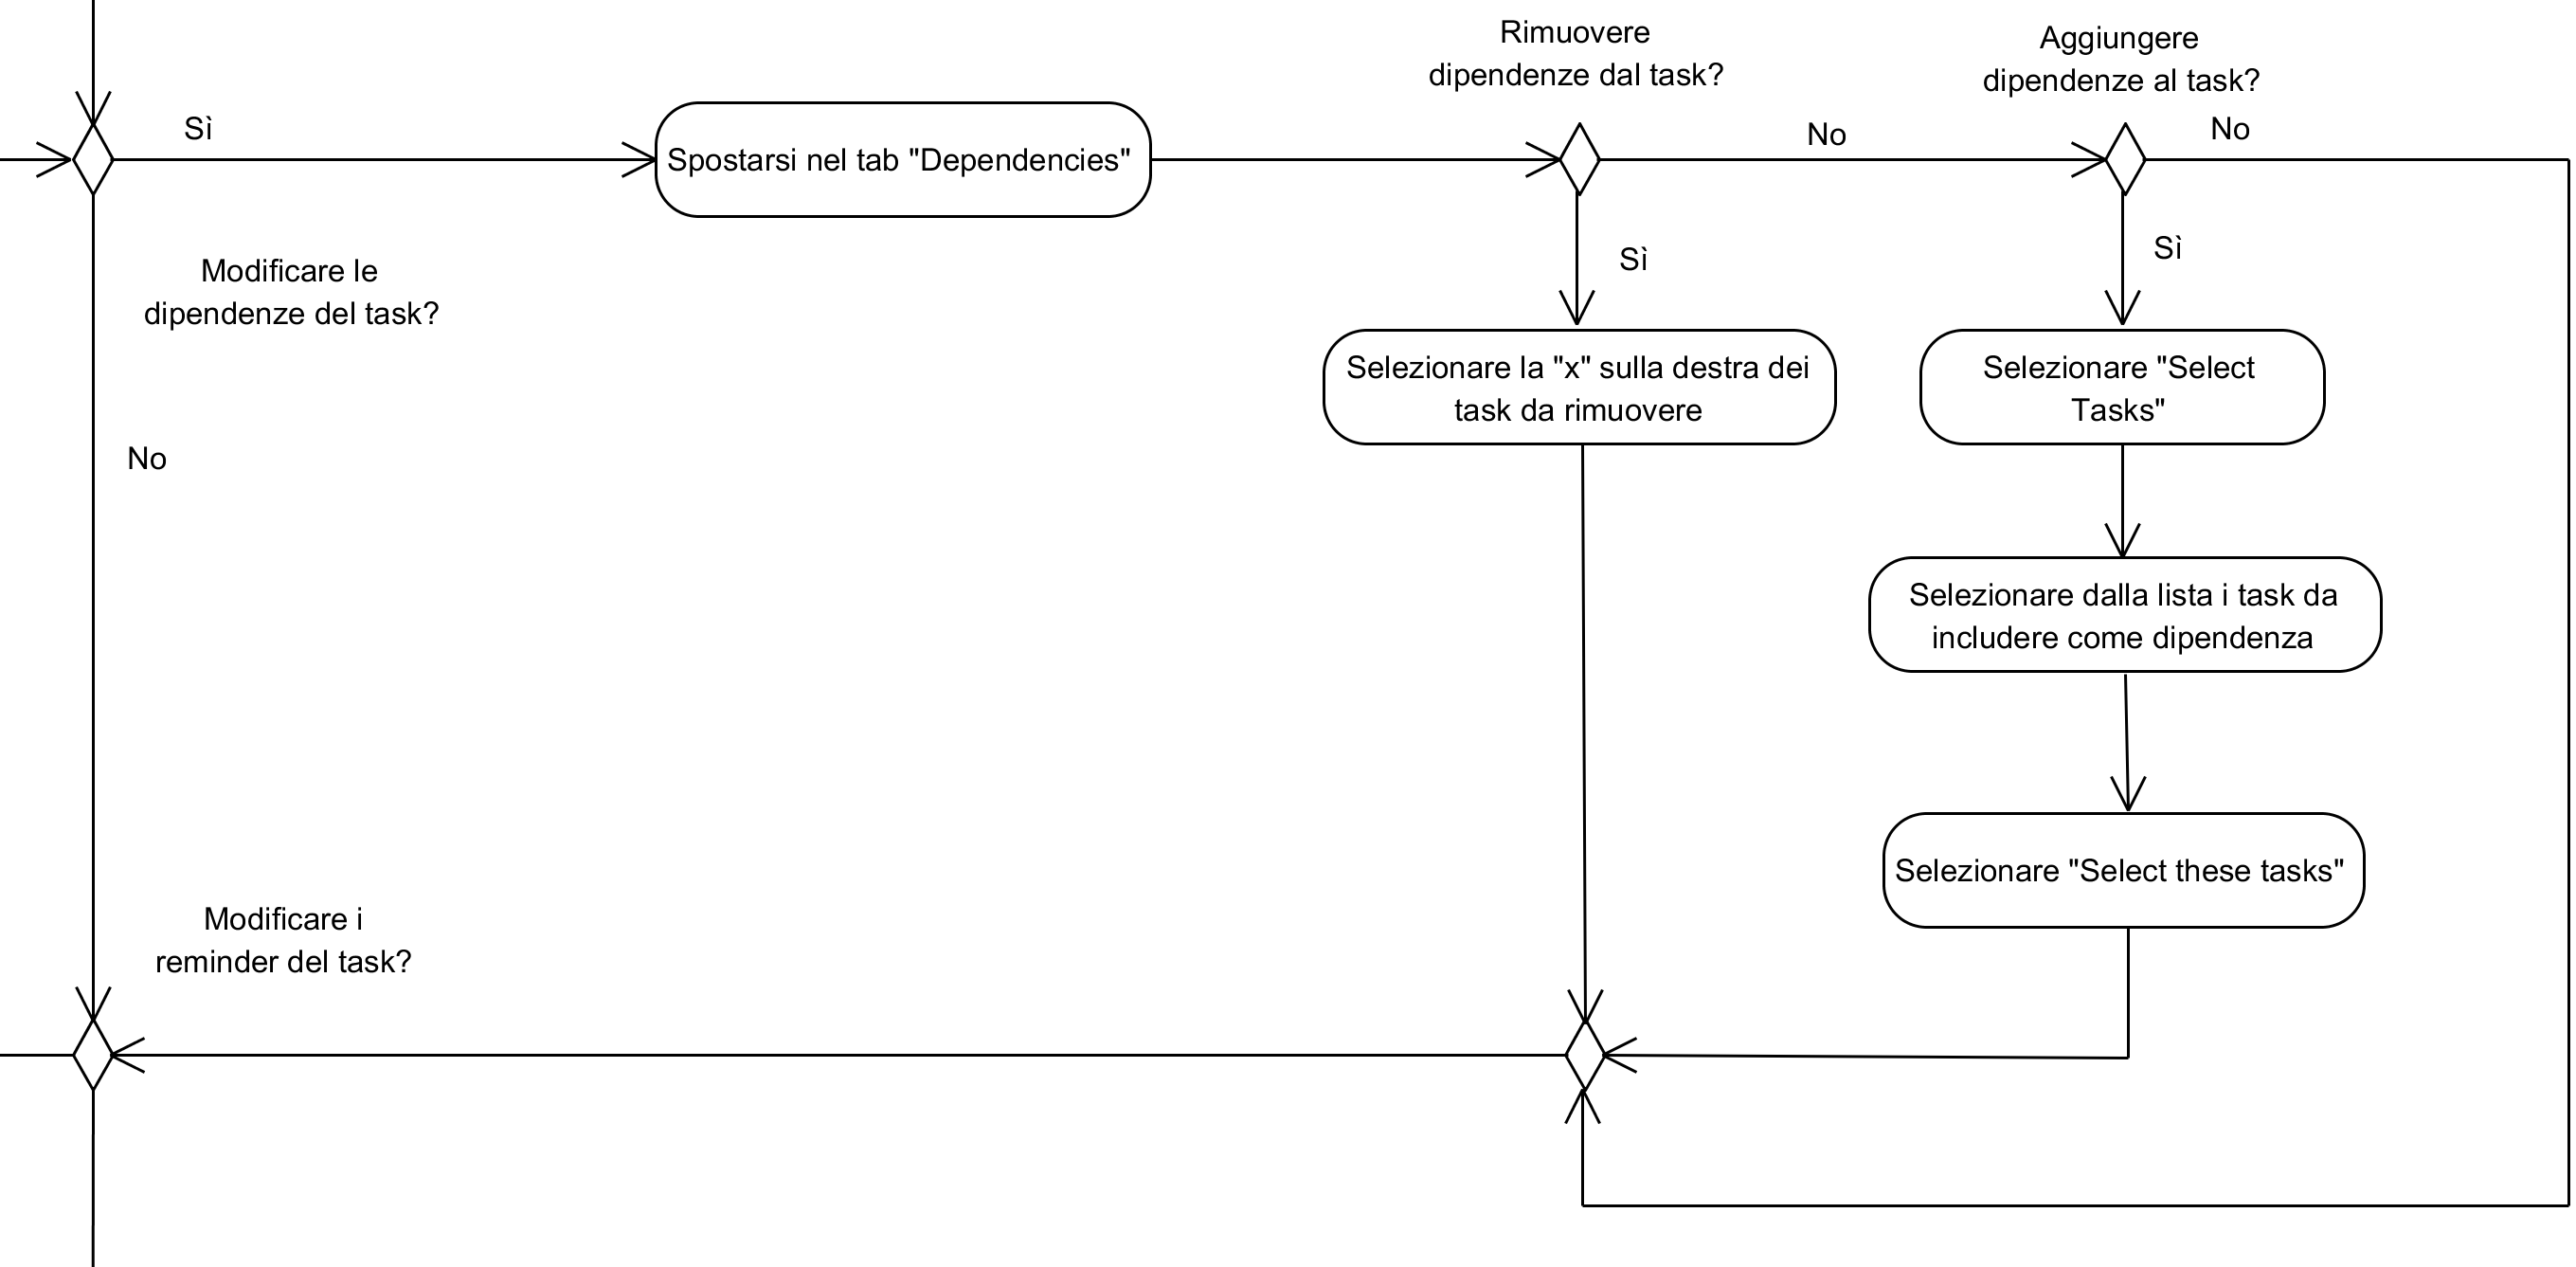 Rimuovere
dipendenze dal task?
Aggiungere
dipendenze al task?
Sì
No
No
Spostarsi nel tab "Dependencies"
Modificare le
dipendenze del task?
Sì
Sì
Selezionare la "x" sulla destra dei
task da rimuovere
Selezionare "Select
Tasks"
No
Selezionare dalla lista i task da
includere come dipendenza
Selezionare "Select these tasks"
Modificare i
reminder del task?